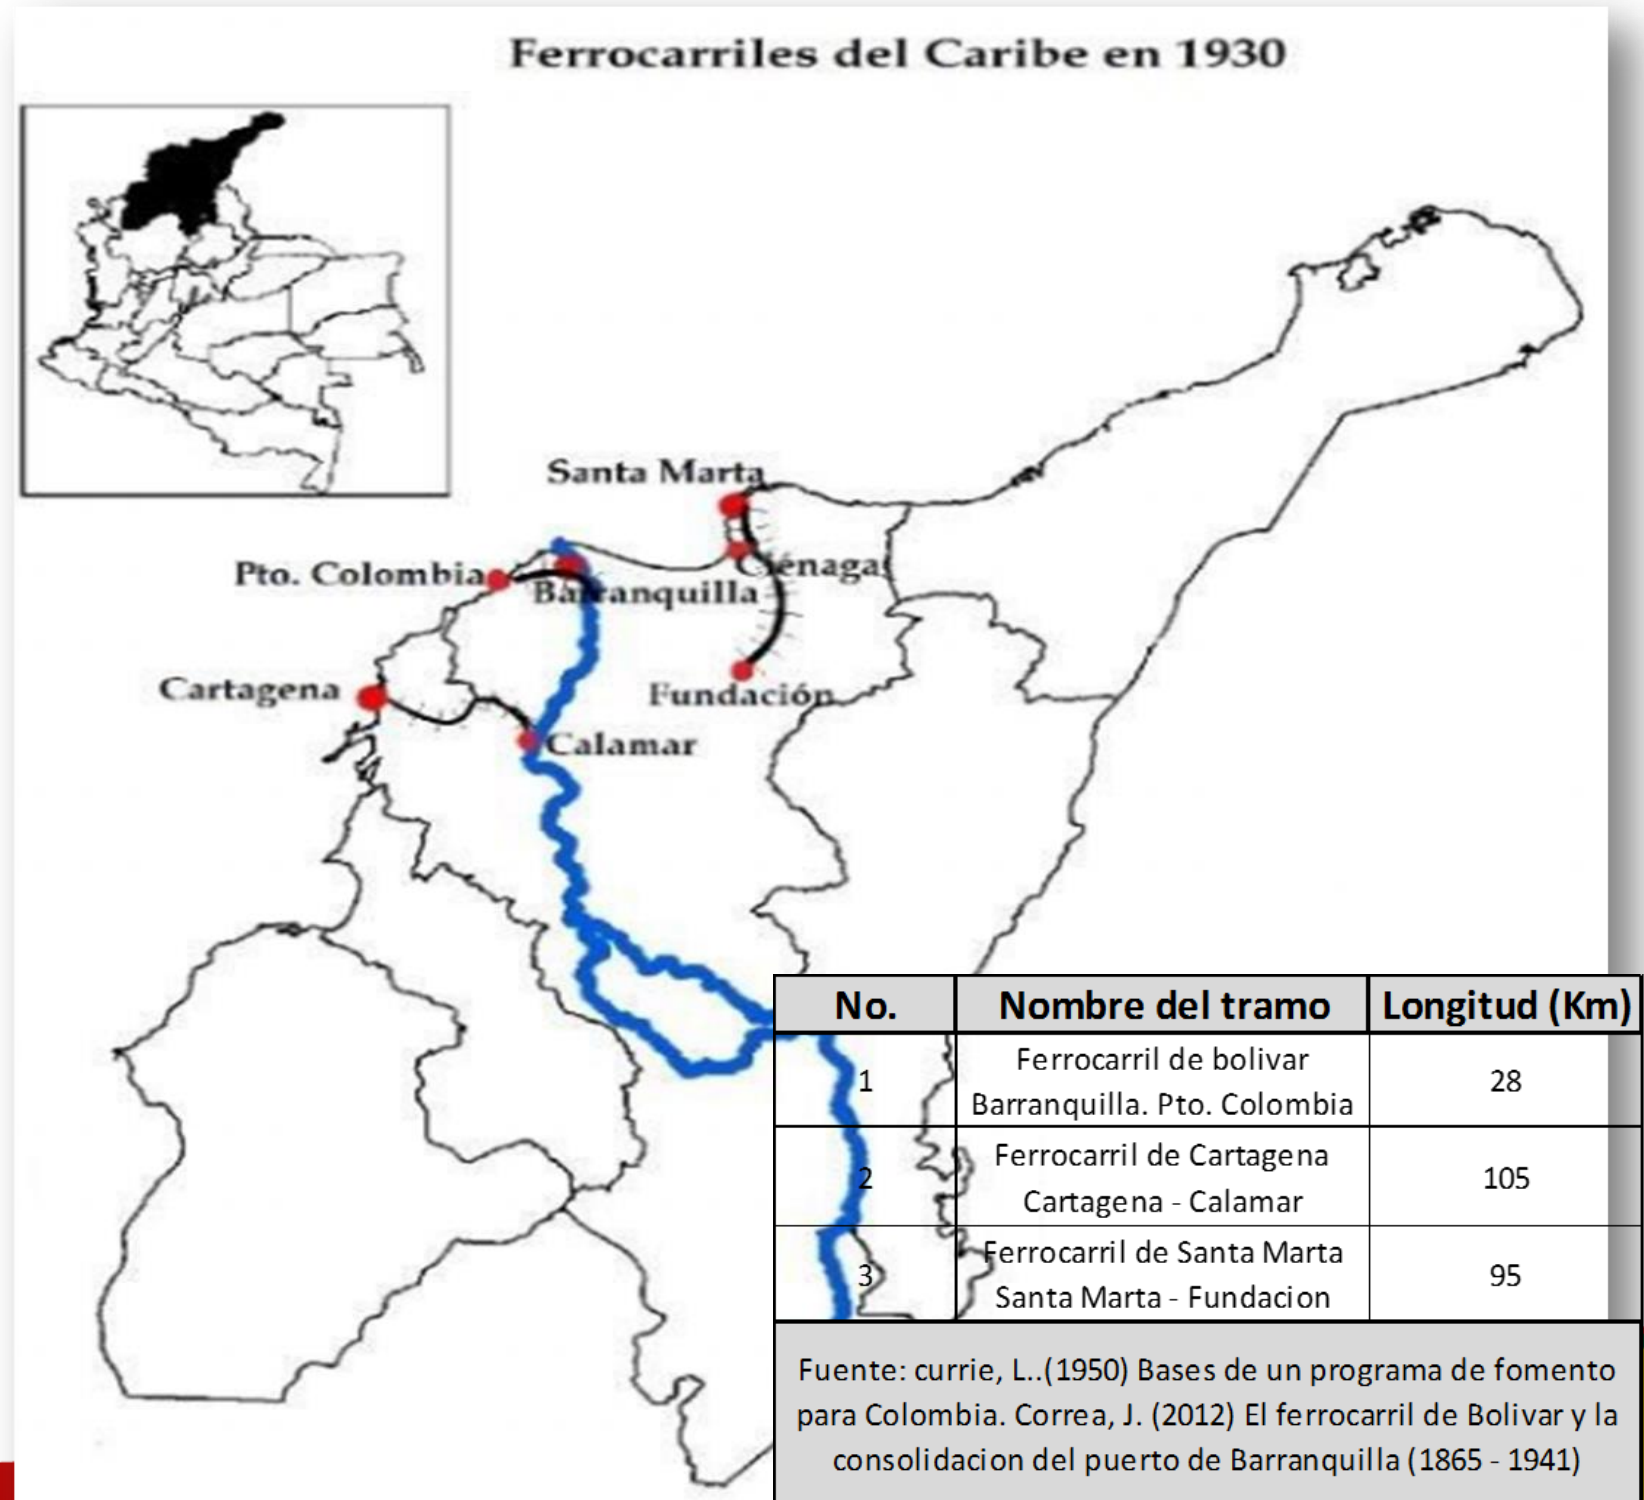 Ferrocarriles del Caribe en 1930
Santa Marta
Ciénaga
Pto. Colombia
Barranquilla
Cartagena
Fundación
Calamar
No. Nombre del tramo Longitud (Km)
1 Ferrocarril de bolivar 28
Barranquilla. Pto. Colombia
2 Ferrocarril de Cartagena 105
Cartagena - Calamar
3 Ferrocarril de Santa Marta 95
Santa Marta - Fundacion
Fuente: currie, L..(1950) Bases de un programa de fomento
para Colombia. Correa, J. (2012) El ferrocarril de Bolivar y la
consolidacion del puerto de Barranquilla (1865 - 1941)